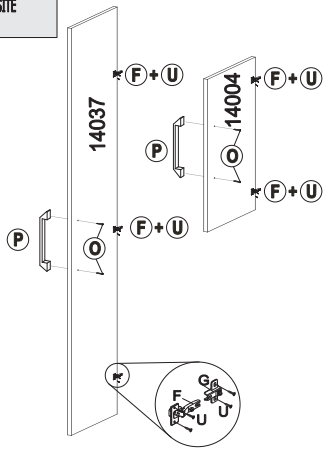 SITE
F + U
F + U
14037
14004
P
O
F + U
F + U
P
O
G
F
U
U